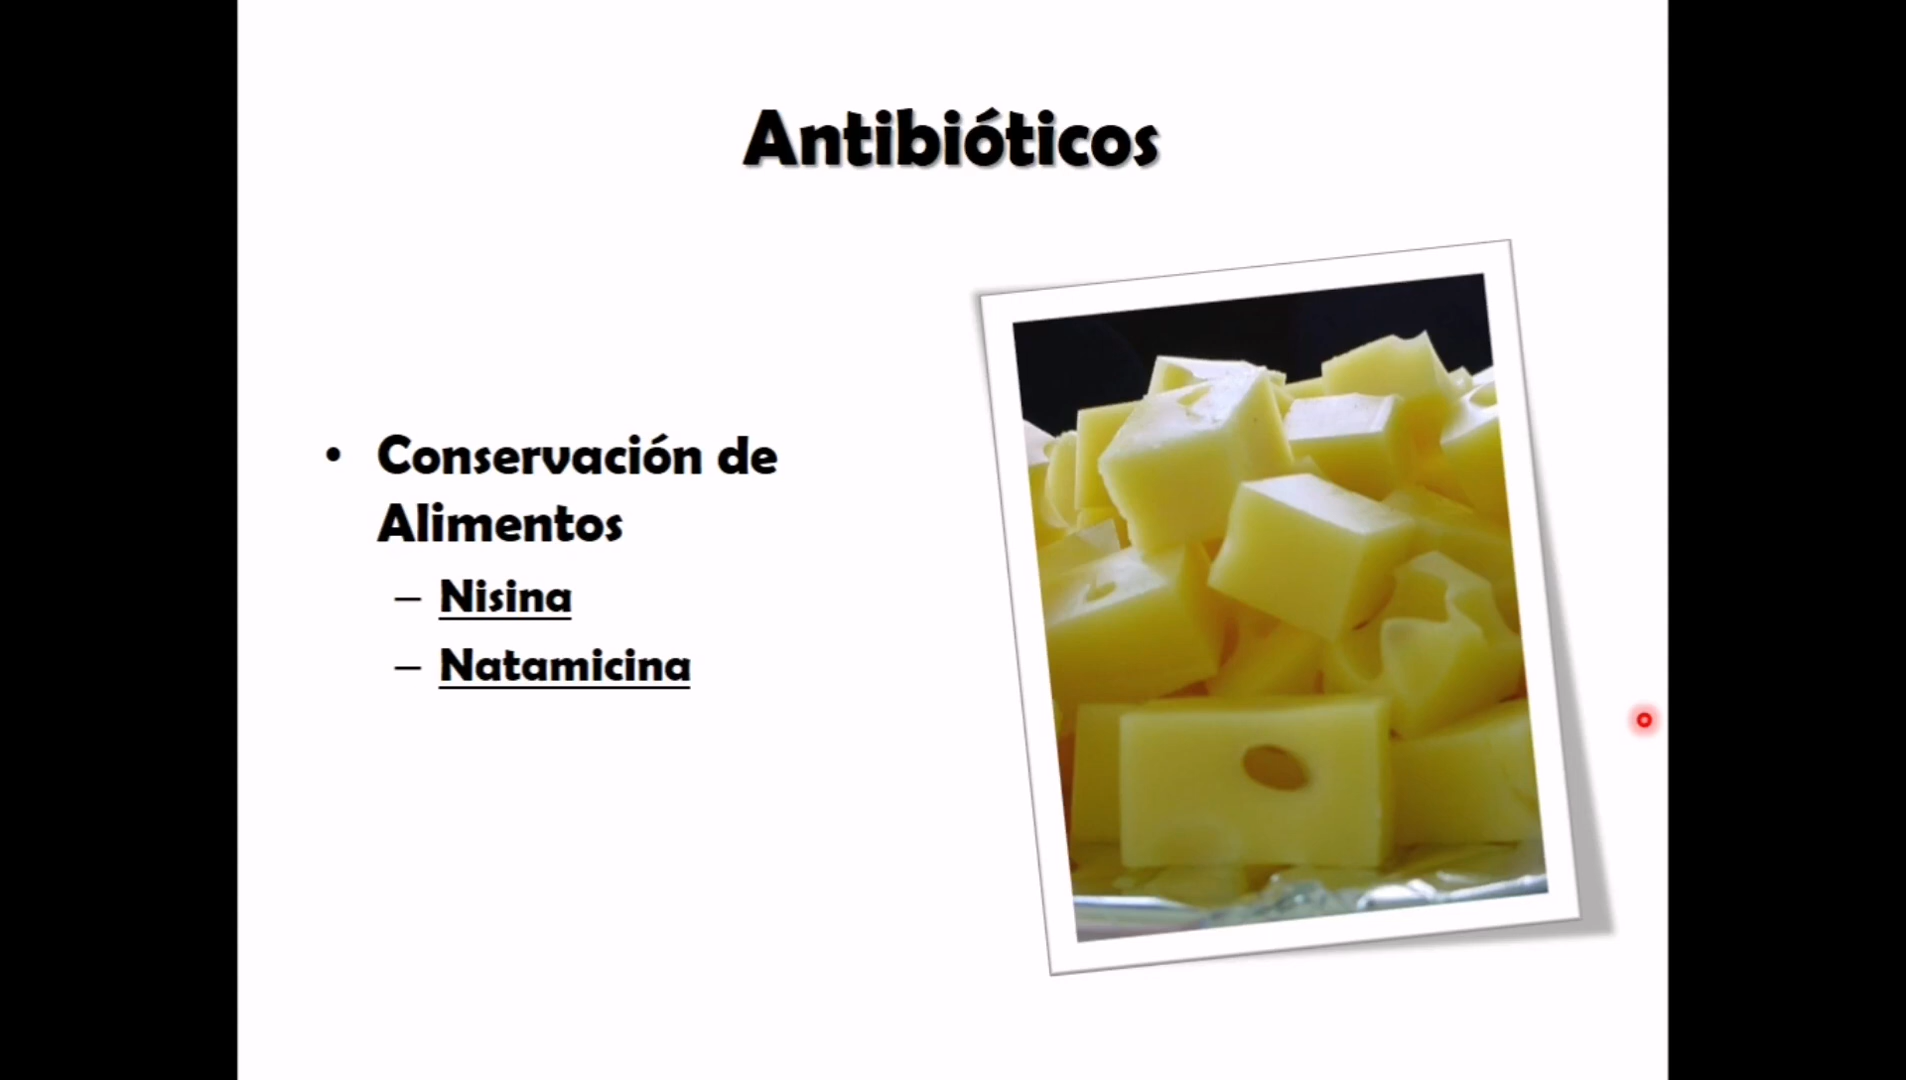 Antibióticos
• Conservación de
Alimentos
– Nisina
– Natamicina